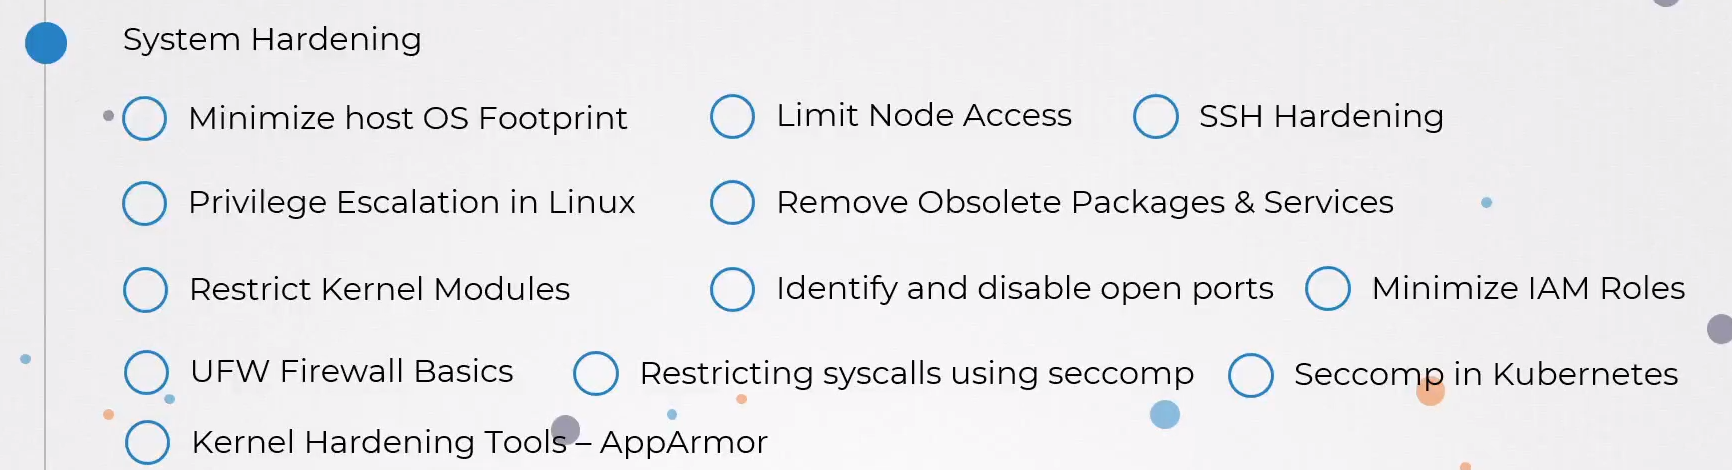 System Hardening
Minimize host OS Footprint
Limit Node Access
SSH Hardening
Privilege Escalation in Linux
Remove Obsolete Packages & Services
Restrict Kernel Modules
Identify and disable open ports
Minimize IAM Roles
UFW Firewall Basics
Restricting syscalls using seccomp
Seccomp in Kubernetes
Kernel Hardening Tools – AppArmor